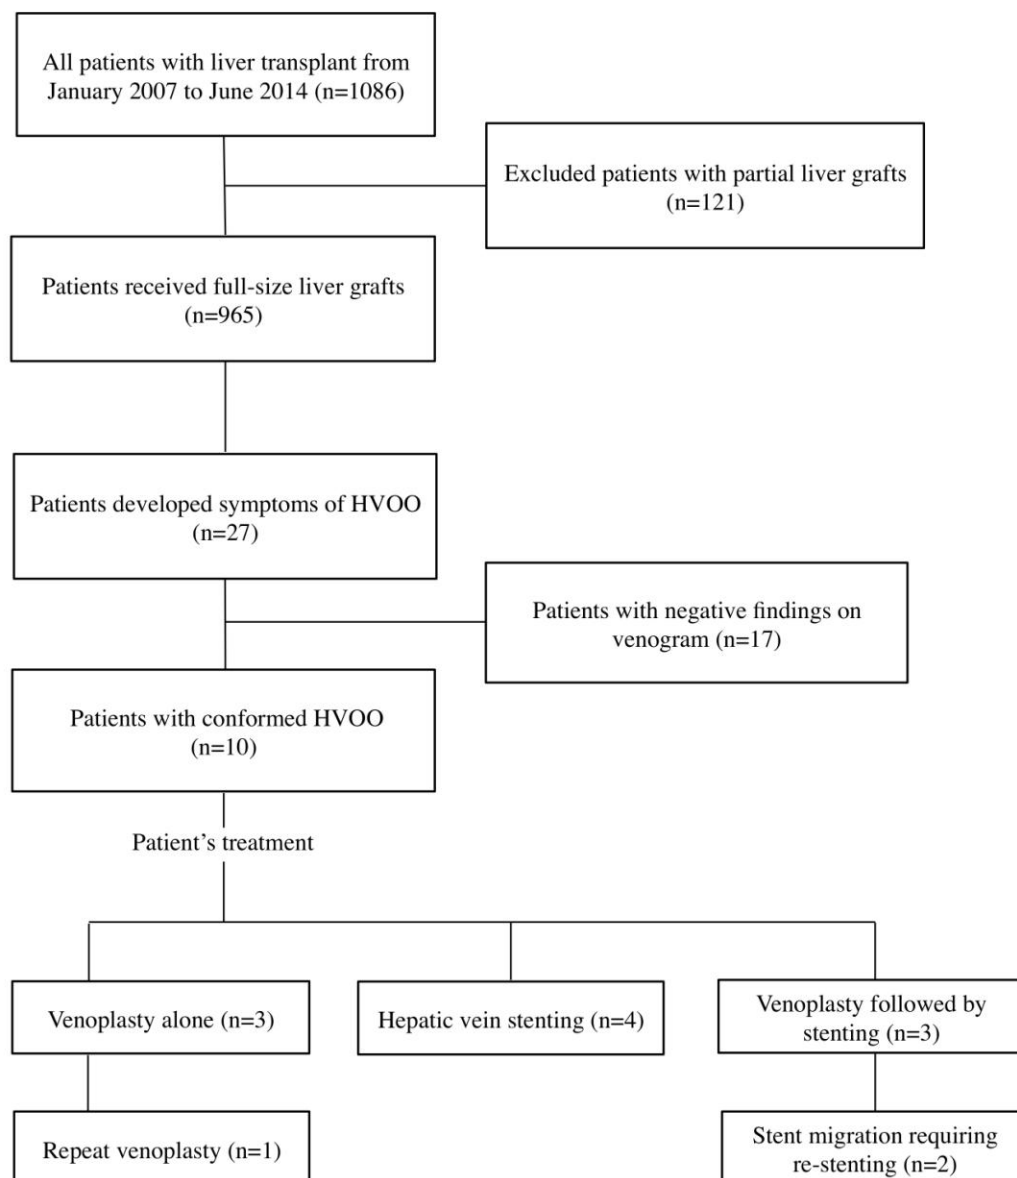 All patients with liver transplant from
January 2007 to June 2014 (n=1086)
Excluded patients with partial liver grafts
(n=121)
Patients received full-size liver grafts
(n=965)
Patients developed symptoms of HVOO
(n=27)
Patients with negative findings on
venogram (n=17)
Patients with conformed HVOO
(n=10)
Patient’s treatment
Venoplasty alone (n=3)
Hepatic vein stenting (n=4)
Venoplasty followed by
stenting (n=3)
Repeat venoplasty (n=1)
Stent migration requiring
re-stenting (n=2)